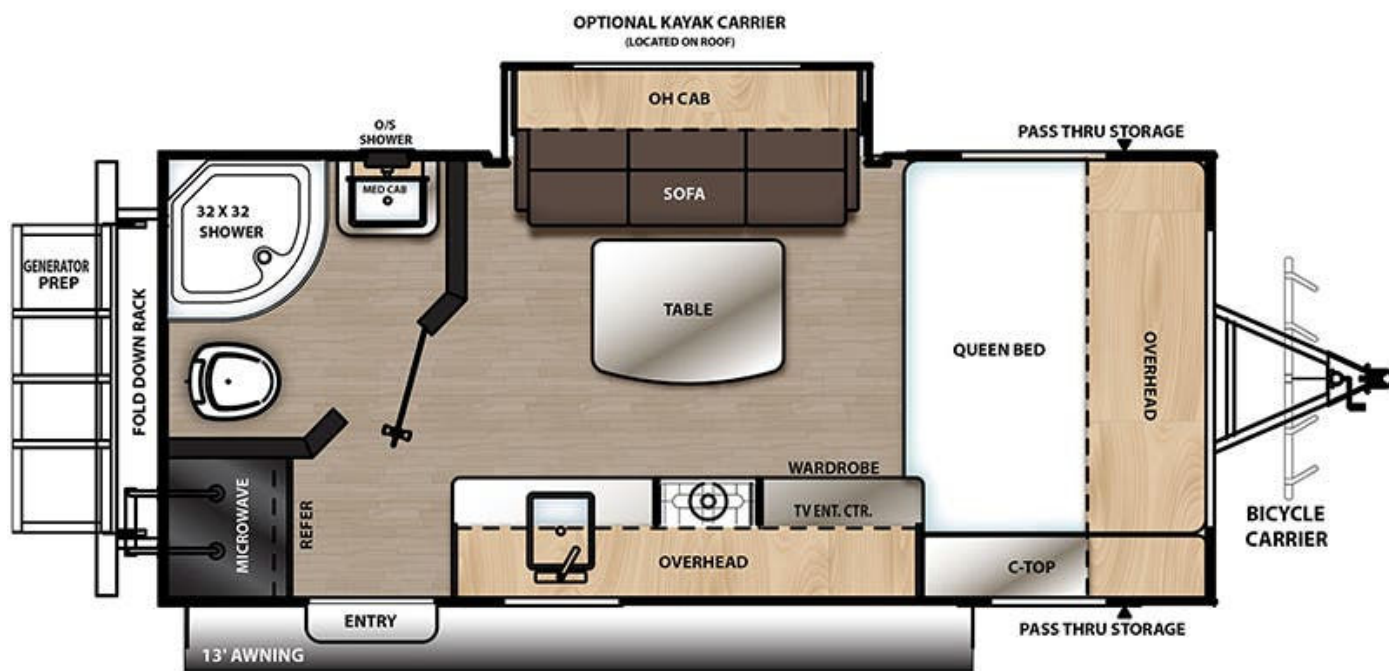 OPTIONAL KAYAK CARRIER
(LOCATED ON ROOF)
OH CAB
O/S
SHOWER
PASS THRU STORAGE
MED CAB
SOFA
32 X 32
SHOWER
GENERATOR
PREP
FOLD DOWN RACK
TABLE
QUEEN BED
OVERHEAD
WARDROBE
TV ENT. CTR.
MICROWAVE
REFER
BICYCLE
CARRIER
OVERHEAD
C-TOP
ENTRY
PASS THRU STORAGE
13' AWNING